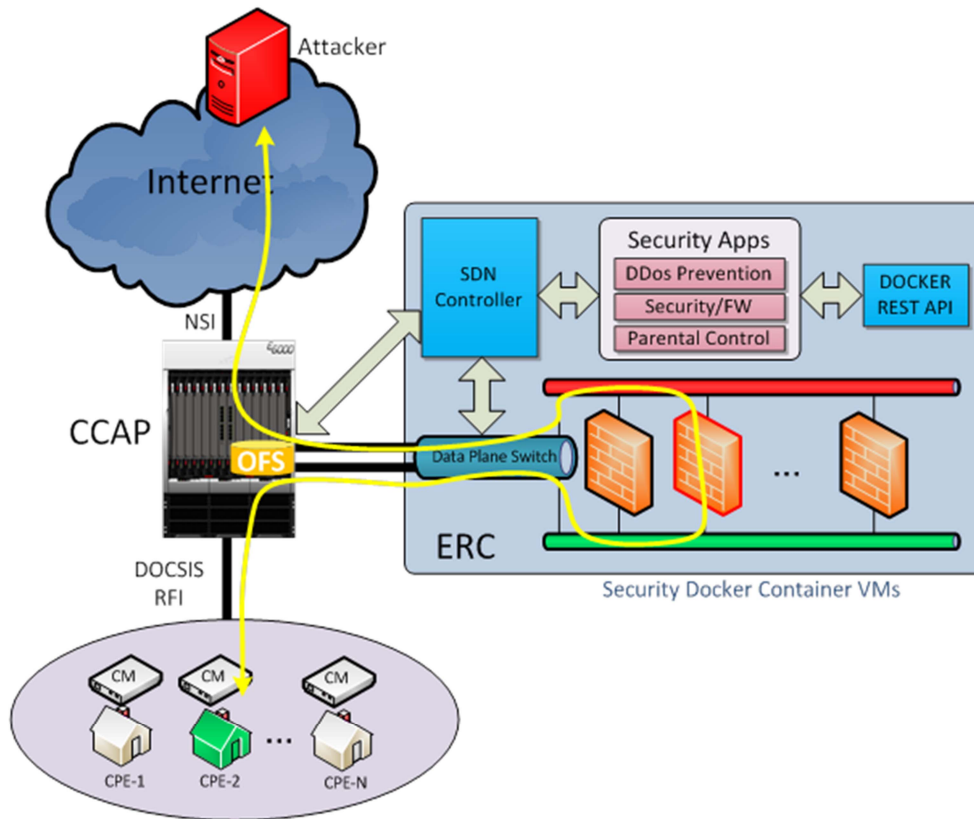 Attacker
Internet
NSI
E6000
CCAP
OFS
DOCSIS
RFI
SDN
Controller
Security Apps
DDos Prevention
Security/FW
Parental Control
DOCKER
REST API
Data Plane Switch
...
ERC
Security Docker Container VMs
CM
CM
CM
...
CPE-1
CPE-2
CPE-N